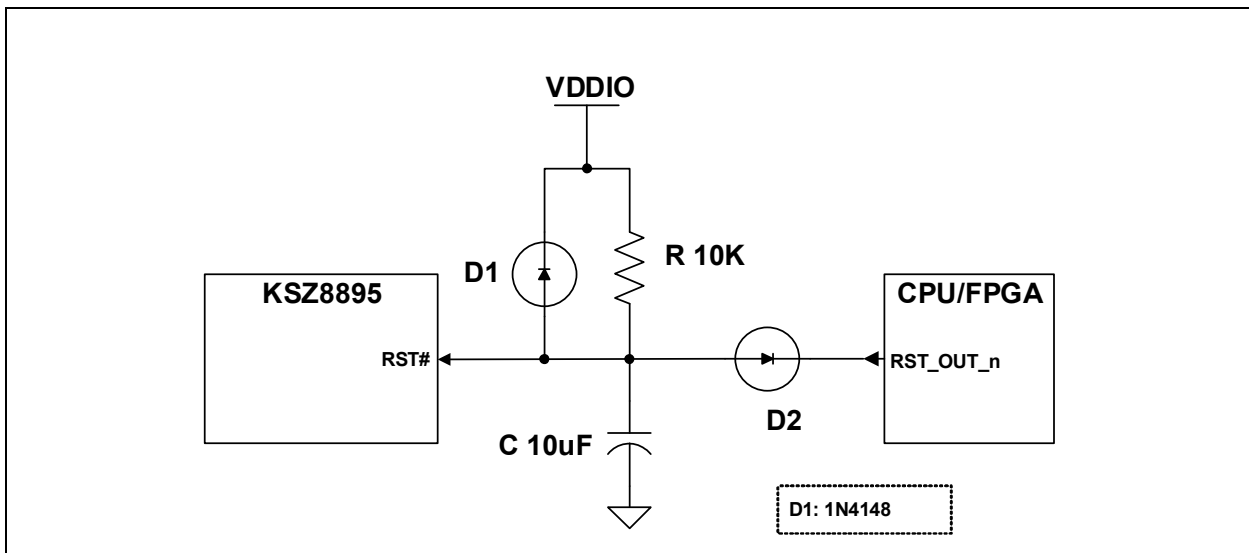 VDDIO
R 10K
D1
KSZ8895
CPU/FPGA
RST#
RST_OUT_n
D2
C 10uF
D1: 1N4148